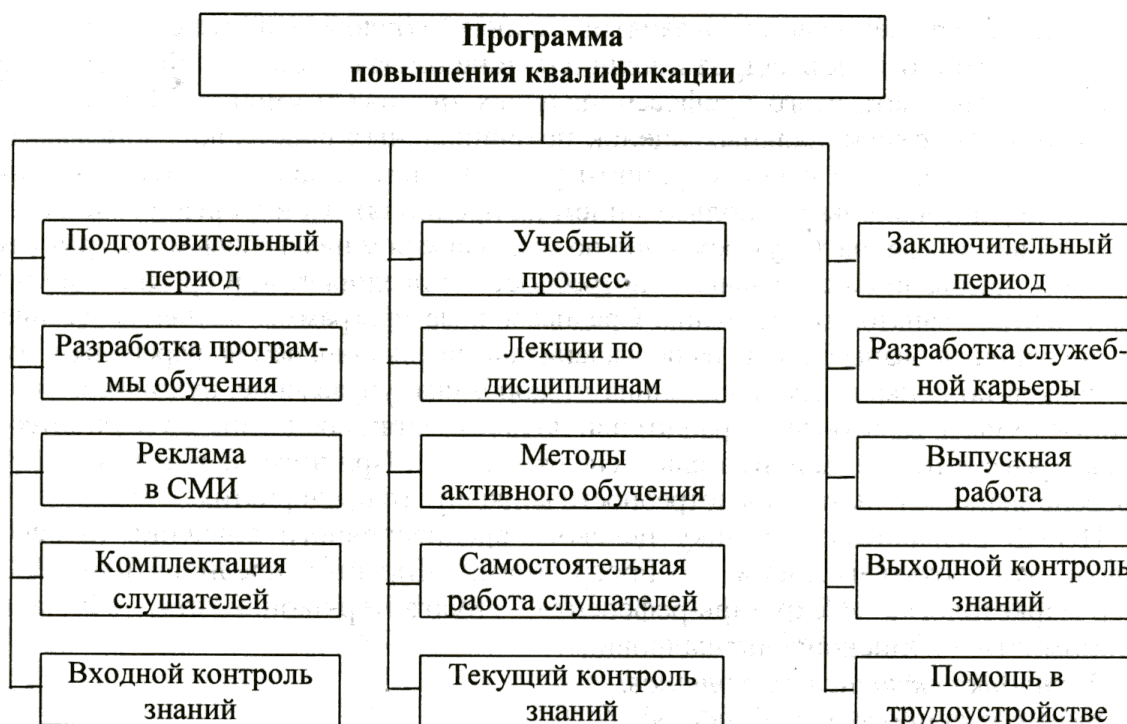 Программа
повышения квалификации
Подготовительный
период
Разработка програм-
мы обучения
Реклама
в СМИ
Комплектация
слушателей
Входной контроль
знаний
Учебный
процесс
Лекции по
дисциплинам
Методы
активного обучения
Самостоятельная
работа слушателей
Текущий контроль
знаний
Заключительный
период
Разработка служеб-
ной карьеры
Выпускная
работа
Выходной контроль
знаний
Помощь в
трудоустройстве